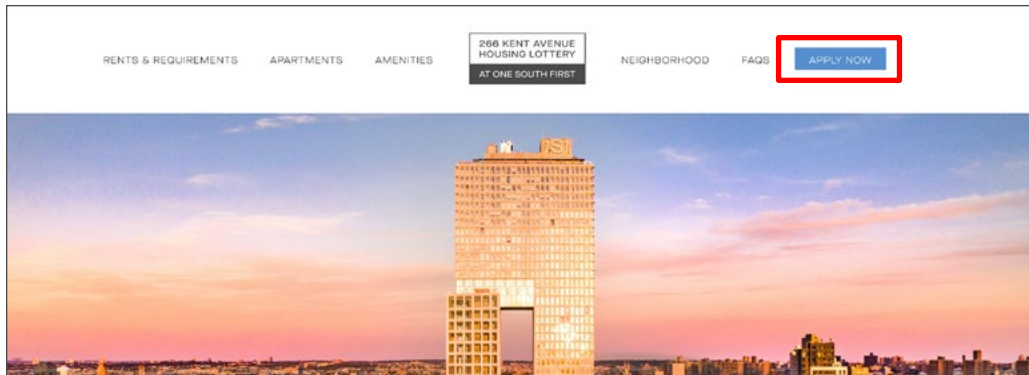 RENTS & REQUIREMENTS
APARTMENTS
AMENITIES
266 KENT AVENUE
HOUSING LOTTERY
AT ONE SOUTH FIRST
NEIGHBORHOOD
FAQS
APPLY NOW